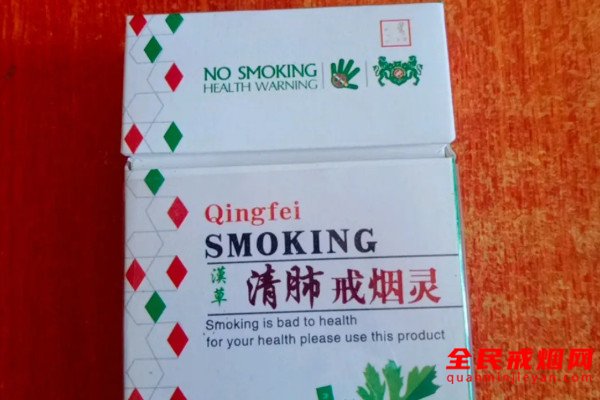 NO SMOKING
HEALTH WARNING
Qingfei
SMOKING
漢草
清肺 戒烟灵
Smoking is bad to health
for your health please use this product
全民戒烟网